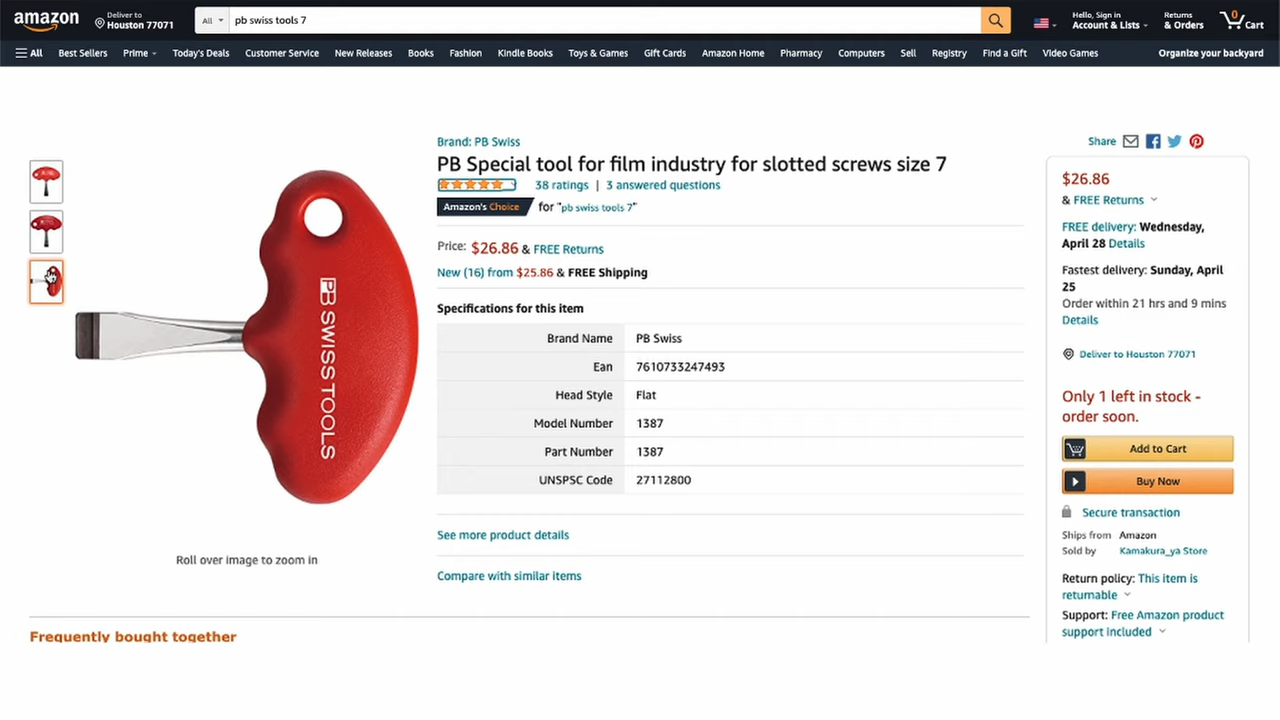 amazon
Deliver to
Houston 77071
All
pb swiss tools 7
Hello, Sign in
Account & Lists
Returns
& Orders
0
Cart
All
Best Sellers
Prime
Today's Deals
Customer Service
New Releases
Books
Fashion
Kindle Books
Toys & Games
Gift Cards
Amazon Home
Pharmacy
Computers
Sell
Registry
Find a Gift
Video Games
Organize your backyard
PB SWISS TOOLS
Roll over image to zoom in
Brand: PB Swiss
PB Special tool for film industry for slotted screws size 7
38 ratings | 3 answered questions
Amazon's Choice for "pb swiss tools 7"
Price: $26.86 & FREE Returns
New (16) from $25.86 & FREE Shipping
Specifications for this item
Brand Name PB Swiss
Ean 7610733247493
Head Style Flat
Model Number 1387
Part Number 1387
UNSPSC Code 27112800
See more product details
Compare with similar items
Share
$26.86
& FREE Returns
FREE delivery: Wednesday,
April 28 Details
Fastest delivery: Sunday, April
25
Order within 21 hrs and 9 mins
Details
Deliver to Houston 77071
Only 1 left in stock -
order soon.
Add to Cart
Buy Now
Secure transaction
Ships from Amazon
Sold by Kamakura_ya Store
Return policy: This item is
returnable
Support: Free Amazon product
support included
Frequently bought together